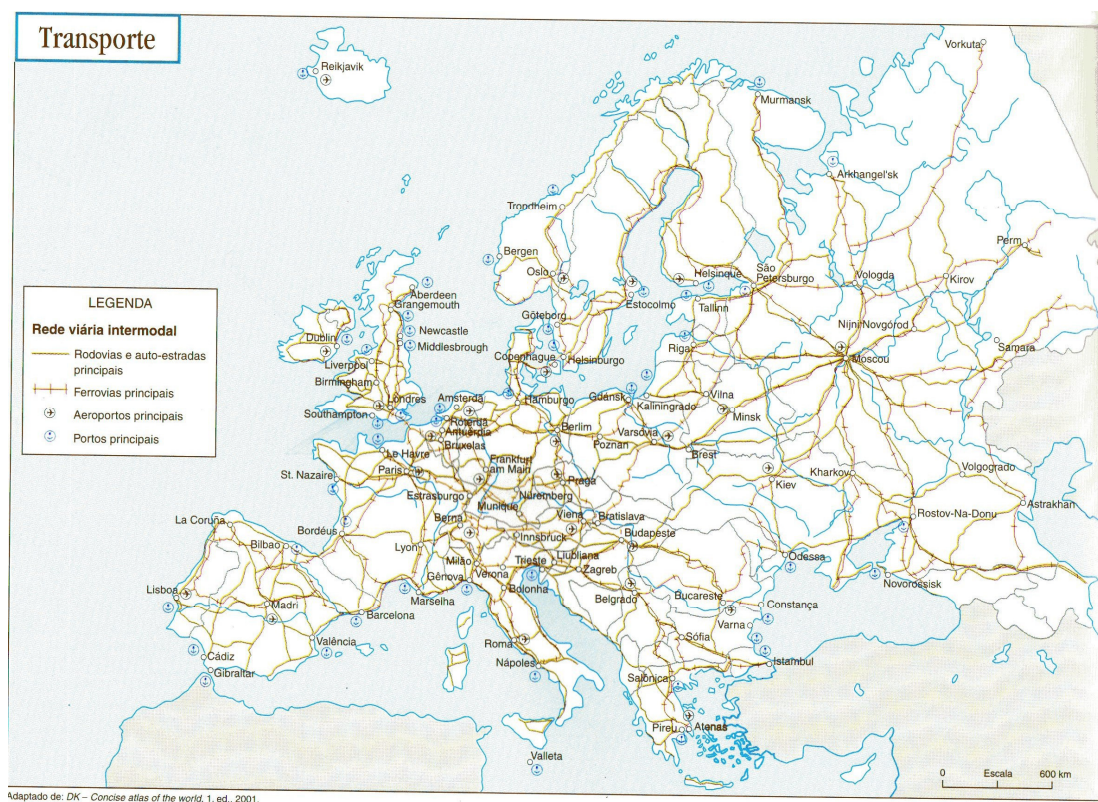 Transporte
Vorkuta
Reikjavik
Murmansk
Arkhangel'sk
Trondheim
Perm
Bergen
Oslo
Helsinque
São
Petersburgo
Vologda
Kirov
Aberdeen
Grangemouth
Estocolmo
Tallinn
LEGENDA
Rede viária intermodal
Rodovias e auto-estradas
principais
Ferrovias principais
Aeroportos principais
Portos principais
Göteborg
Nijni Novgórod
Newcastle
Dublin
Middlesbrough
Riga
Samara
Copenhague
Helsinburgo
Moscou
Liverpool
Birmingham
Londres
Amsterdã
Hamburgo
Gdánsk
Kaliningrado
Vilna
Minsk
Southampton
Roterdã
Antuérpia
Bruxelas
Berlim
Varsóvia
Poznan
Brest
Le Havre
Paris
Frankfurt
am Main
Praga
St. Nazaire
Kiev
Kharkov
Volgogrado
Estrasburgo
Nüremberg
Munique
Astrakhan
Rostov-Na-Donu
La Coruña
Berna
Viena
Bratislava
Bordéus
Innsbruck
Budapeste
Bilbao
Lyon
Milão
Trieste
Liubliana
Odessa
Gênova
Verona
Zagreb
Novorossisk
Lisboa
Marselha
Bolonha
Belgrado
Bucareste
Constança
Madri
Barcelona
Varna
Valência
Roma
Sófia
Cádiz
Nápoles
Istambul
Gibraltar
Salônica
Pireu
Atenas
Valleta
0 Escala 600 km
Adaptado de: DK – Concise atlas of the world, 1. ed., 2001.